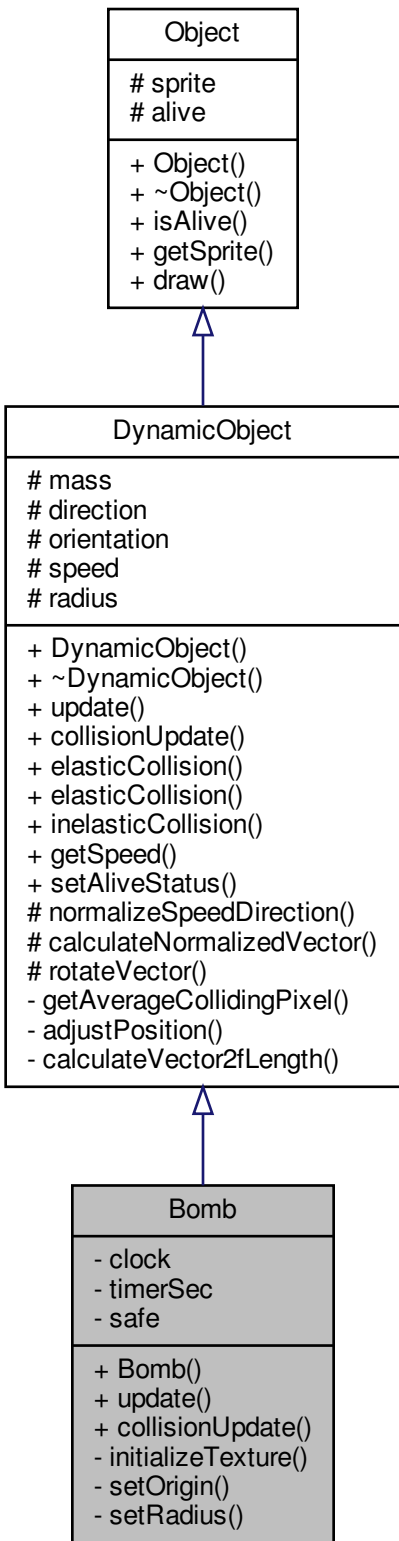 Object
# sprite
# alive
+ Object()
+ ~Object()
+ isAlive()
+ getSprite()
+ draw()
DynamicObject
# mass
# direction
# orientation
# speed
# radius
+ DynamicObject()
+ ~DynamicObject()
+ update()
+ collisionUpdate()
+ elasticCollision()
+ elasticCollision()
+ inelasticCollision()
+ getSpeed()
+ setAliveStatus()
# normalizeSpeedDirection()
# calculateNormalizedVector()
# rotateVector()
- getAverageCollidingPixel()
- adjustPosition()
- calculateVector2fLength()
Bomb
- clock
- timerSec
- safe
+ Bomb()
+ update()
+ collisionUpdate()
- initializeTexture()
- setOrigin()
- setRadius()